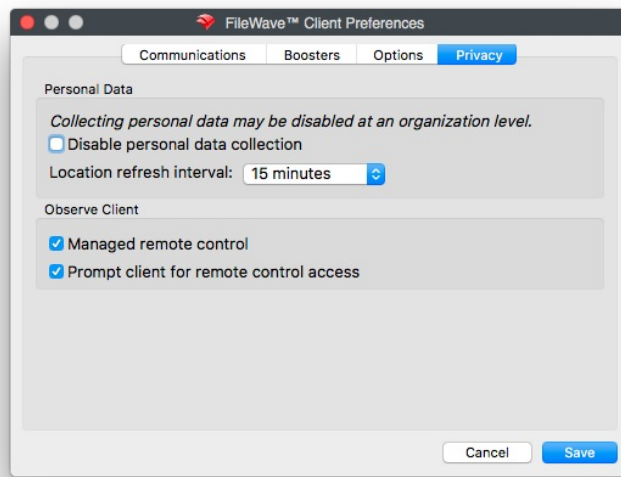 FileWave™ Client Preferences
Communications Boosters Options Privacy
Personal Data
Collecting personal data may be disabled at an organization level.
Disable personal data collection
Location refresh interval: 15 minutes
Observe Client
Managed remote control
Prompt client for remote control access
Cancel Save